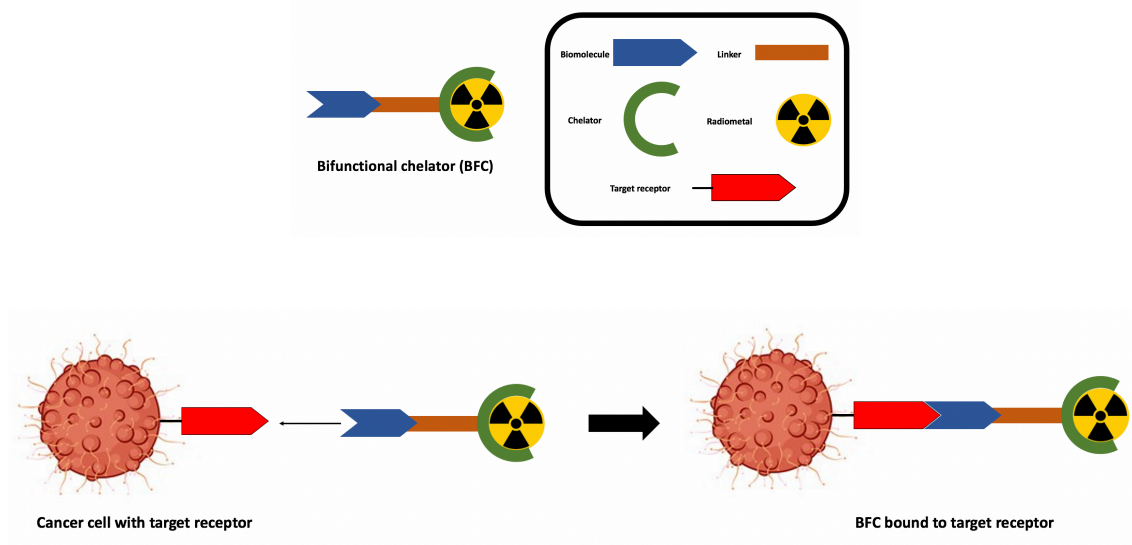 Biomolecule
Linker
Chelator
Radiometal
Target receptor
Bifunctional chelator (BFC)
Cancer cell with target receptor
BFC bound to target receptor